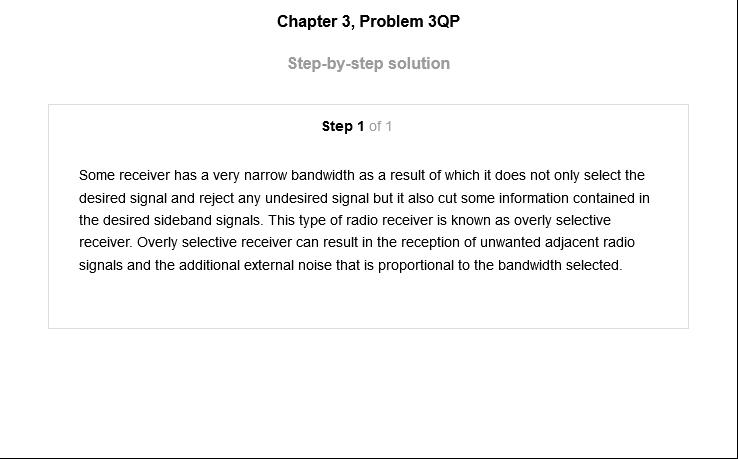 Chapter 3, Problem 3QP
Step-by-step solution
Step 1 of 1
Some receiver has a very narrow bandwidth as a result of which it does not only select the
desired signal and reject any undesired signal but it also cut some information contained in
the desired sideband signals. This type of radio receiver is known as overly selective
receiver. Overly selective receiver can result in the reception of unwanted adjacent radio
signals and the additional external noise that is proportional to the bandwidth selected.